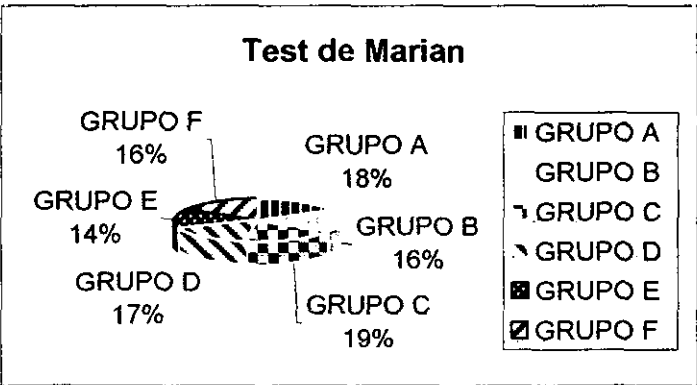 Test de Marian
GRUPO F
16%
GRUPO A
18%
GRUPO E
14%
GRUPO B
16%
GRUPO D
17%
GRUPO C
19%
GRUPO A
GRUPO B
GRUPO C
GRUPO D
GRUPO E
GRUPO F